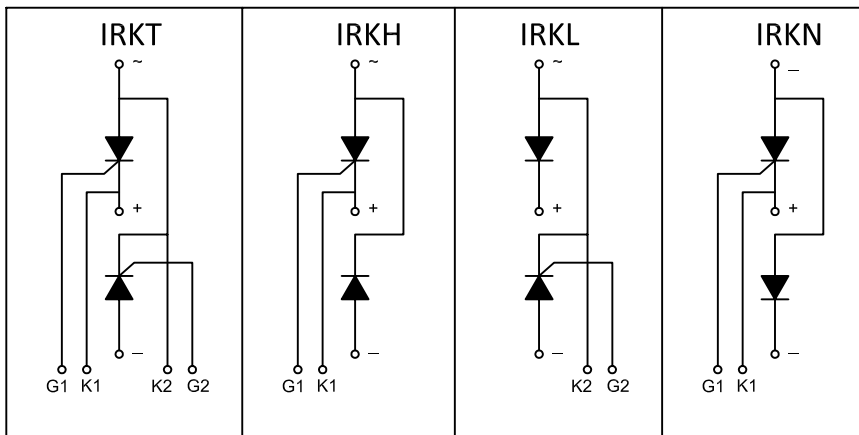 IRKT
~
+
−
G1 K1 K2 G2
IRKH
~
+
−
G1 K1
IRKL
~
+
−
K2 G2
IRKN
−
+
−
G1 K1